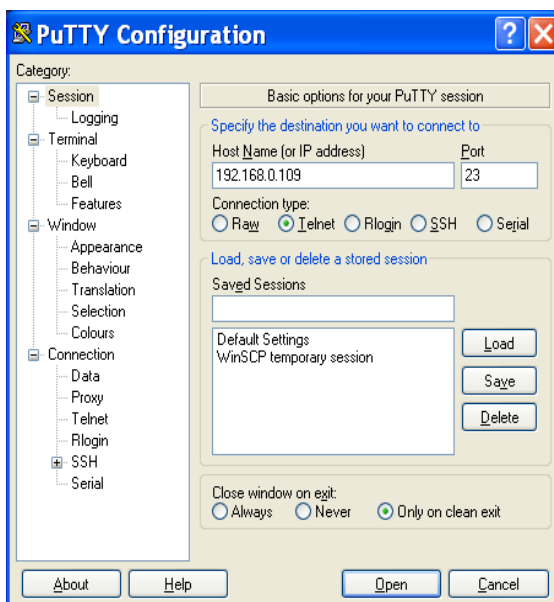 PuTTY Configuration
Category:
Session
Logging
Terminal
Keyboard
Bell
Features
Window
Appearance
Behaviour
Translation
Selection
Colours
Connection
Data
Proxy
Telnet
Rlogin
SSH
Serial
Basic options for your PuTTY session
Specify the destination you want to connect to
Host Name (or IP address) Port
192.168.0.109 23
Connection type:
Raw Telnet Rlogin SSH Serial
Load, save or delete a stored session
Saved Sessions
Default Settings
WinSCP temporary session
Load
Save
Delete
Close window on exit:
Always Never Only on clean exit
About Help Open Cancel